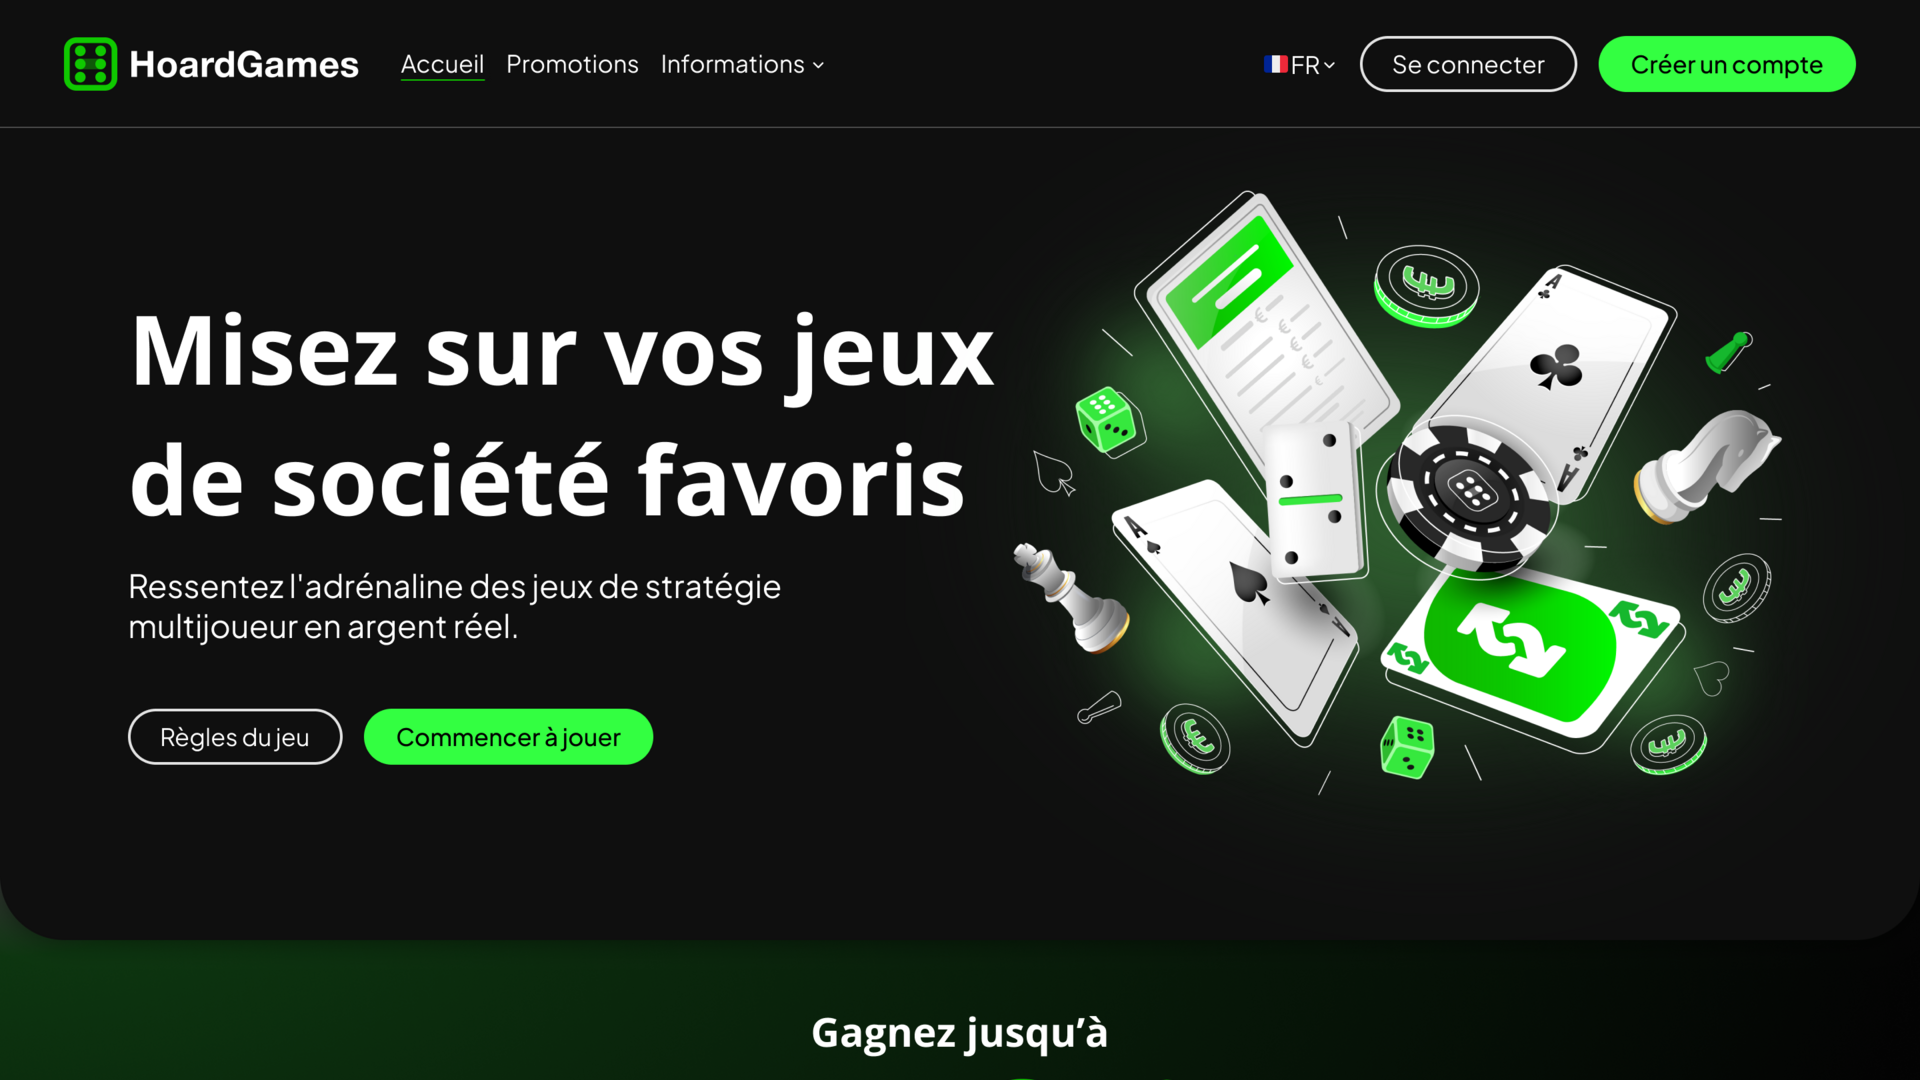 HoardGames
Accueil
Promotions
Informations
FR
Se connecter
Créer un compte
Misez sur vos jeux
de société favoris
Ressentez l'adrénaline des jeux de stratégie
multijoueur en argent réel.
Règles du jeu
Commencer à jouer
A
A
A
A
Gagnez jusqu’à